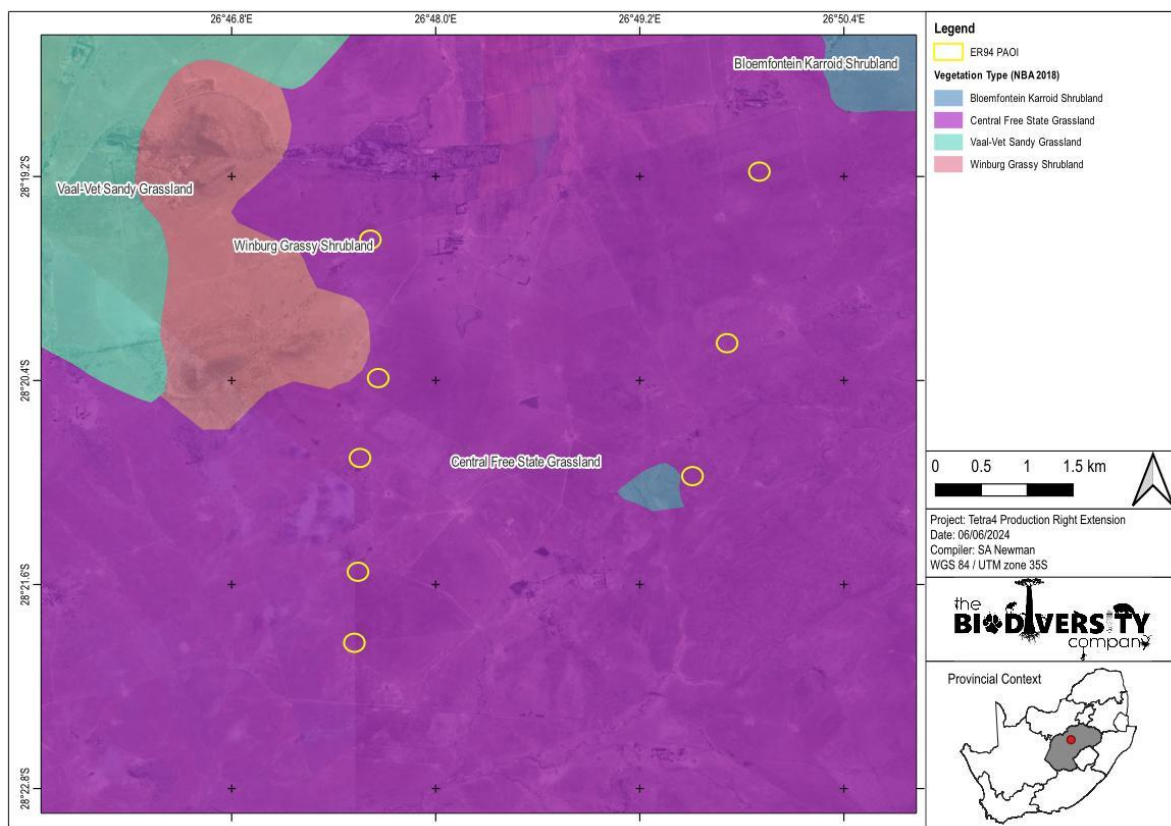 26°46.8'E 26°48.0'E 26°49.2'E 26°50.4'E
28°19.2'S
28°20.4'S
28°21.6'S
28°22.8'S
Bloemfontein Karroid Shrubland
Vaal-Vet Sandy Grassland
Winburg Grassy Shrubland
Central Free State Grassland
Legend
ER94 PAOI
Vegetation Type (NBA 2018)
Bloemfontein Karroid Shrubland
Central Free State Grassland
Vaal-Vet Sandy Grassland
Winburg Grassy Shrubland
0 0.5 1 1.5 km
Project: Tetra4 Production Right Extension
Date: 06/06/2024
Compiler: SA Newman
WGS 84 / UTM zone 35S
the
BIODIVERSITY
company
Provincial Context